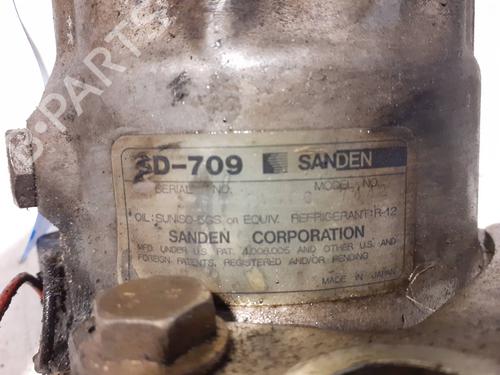 B-PARTS
SD-709 SANDEN
SERIAL NO. MODEL NO.
OIL: SUNISO-5GS OR EQUIV. REFRIGERANT: R-12
SANDEN CORPORATION
MFD UNDER U.S. PAT. 4,008,005 AND OTHER U.S. AND
FOREIGN PATENTS, REGISTERED AND/OR PENDING
MADE IN JAPAN